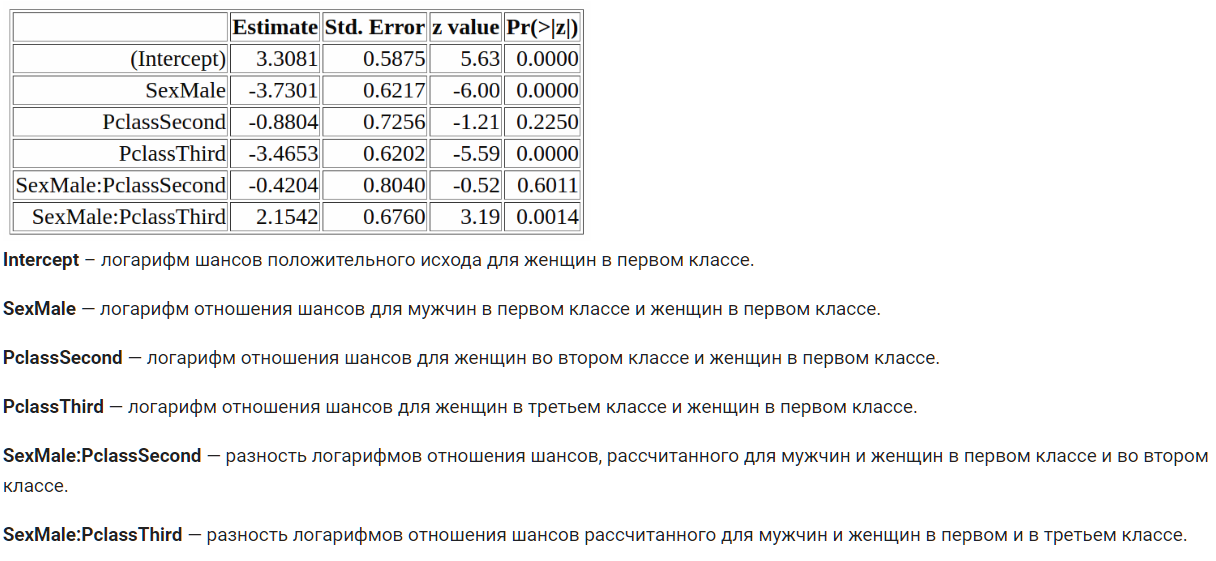 Estimate Std. Error z value Pr(>|z|)
(Intercept) 3.3081 0.5875 5.63 0.0000
SexMale -3.7301 0.6217 -6.00 0.0000
PclassSecond -0.8804 0.7256 -1.21 0.2250
PclassThird -3.4653 0.6202 -5.59 0.0000
SexMale:PclassSecond -0.4204 0.8040 -0.52 0.6011
SexMale:PclassThird 2.1542 0.6760 3.19 0.0014
Intercept – логарифм шансов положительного исхода для женщин в первом классе.
SexMale — логарифм отношения шансов для мужчин в первом классе и женщин в первом классе.
PclassSecond — логарифм отношения шансов для женщин во втором классе и женщин в первом классе.
PclassThird — логарифм отношения шансов для женщин в третьем классе и женщин в первом классе.
SexMale:PclassSecond — разность логарифмов отношения шансов, рассчитанного для мужчин и женщин в первом классе и во втором
классе.
SexMale:PclassThird — разность логарифмов отношения шансов рассчитанного для мужчин и женщин в первом и в третьем классе.